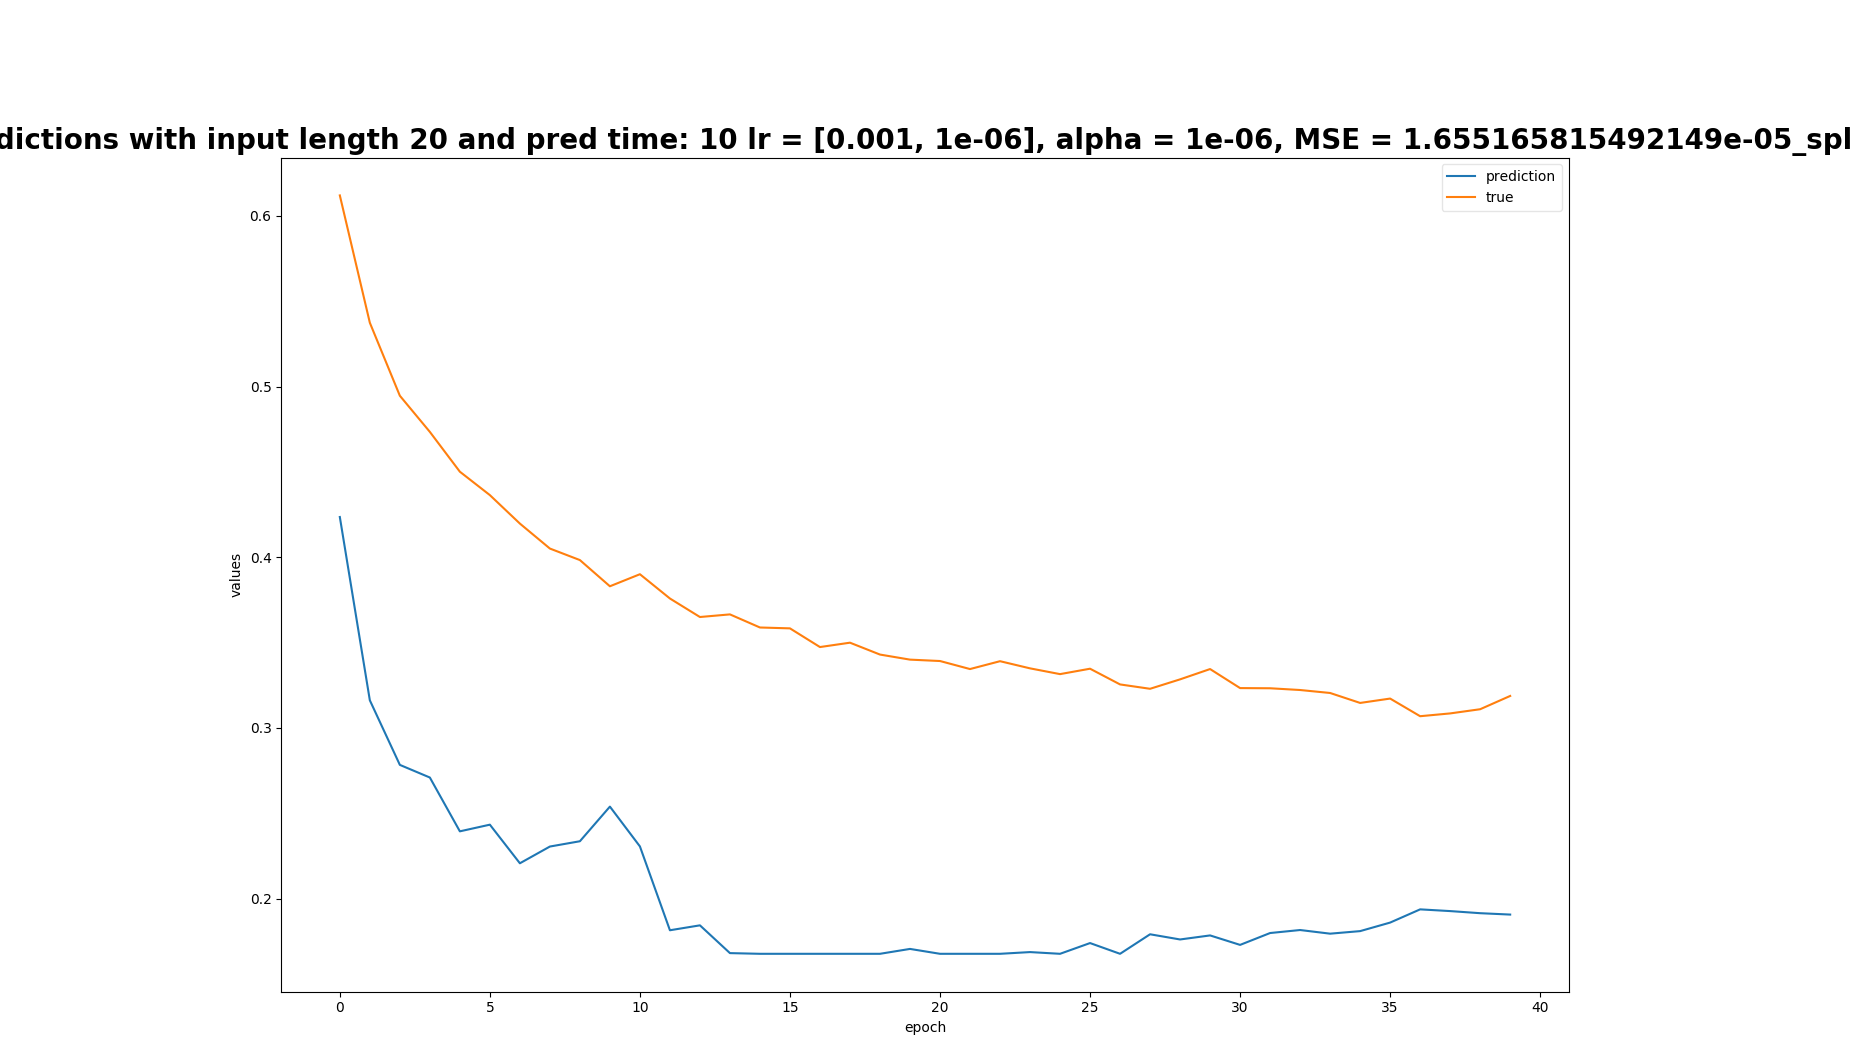 dictions with input length 20 and pred time: 10 lr = [0.001, 1e-06], alpha = 1e-06, MSE = 1.655165815492149e-05_spl
prediction
true
0.6
0.5
0.4
0.3
0.2
values
0 5 10 15 20 25 30 35 40
epoch